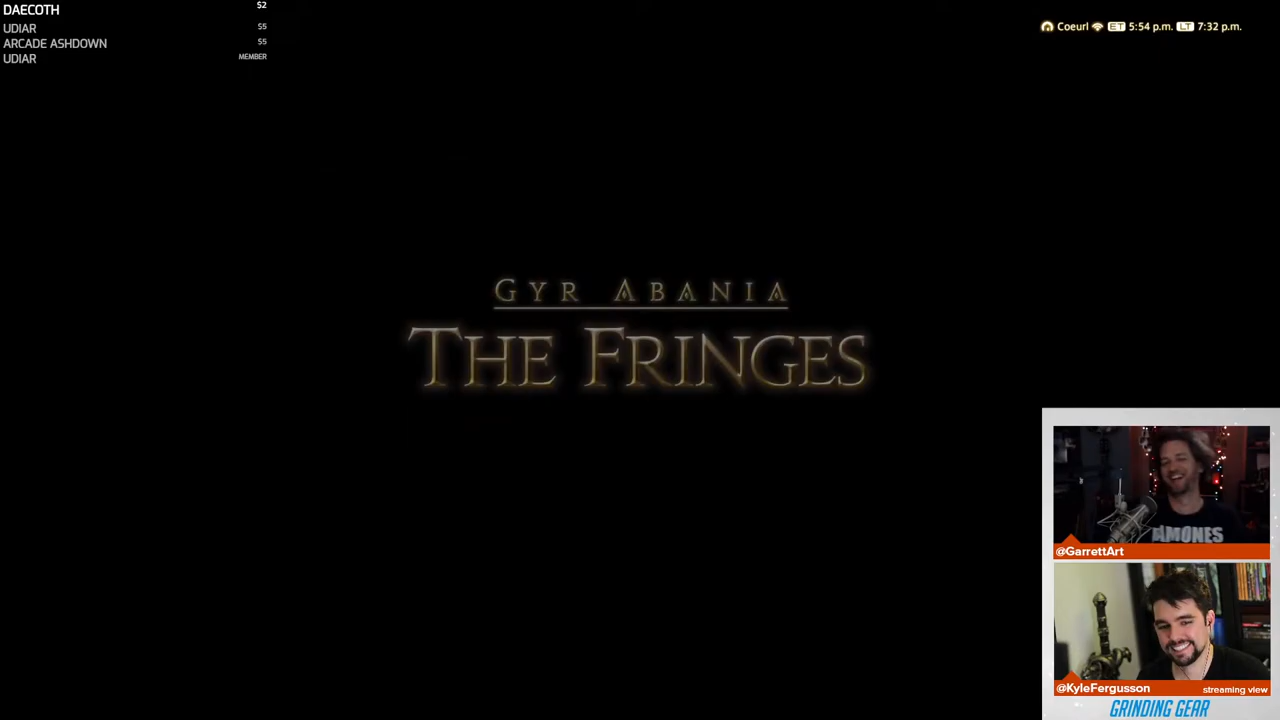 DAECOTH $2
UDIAR $5
ARCADE ASHDOWN $5
UDIAR MEMBER
Coeurl ET 5:54 p.m. LT 7:32 p.m.
GYR ABANIA
THE FRINGES
RAMONES
@GarrettArt
@KyleFergusson streaming view
GRINDING GEAR